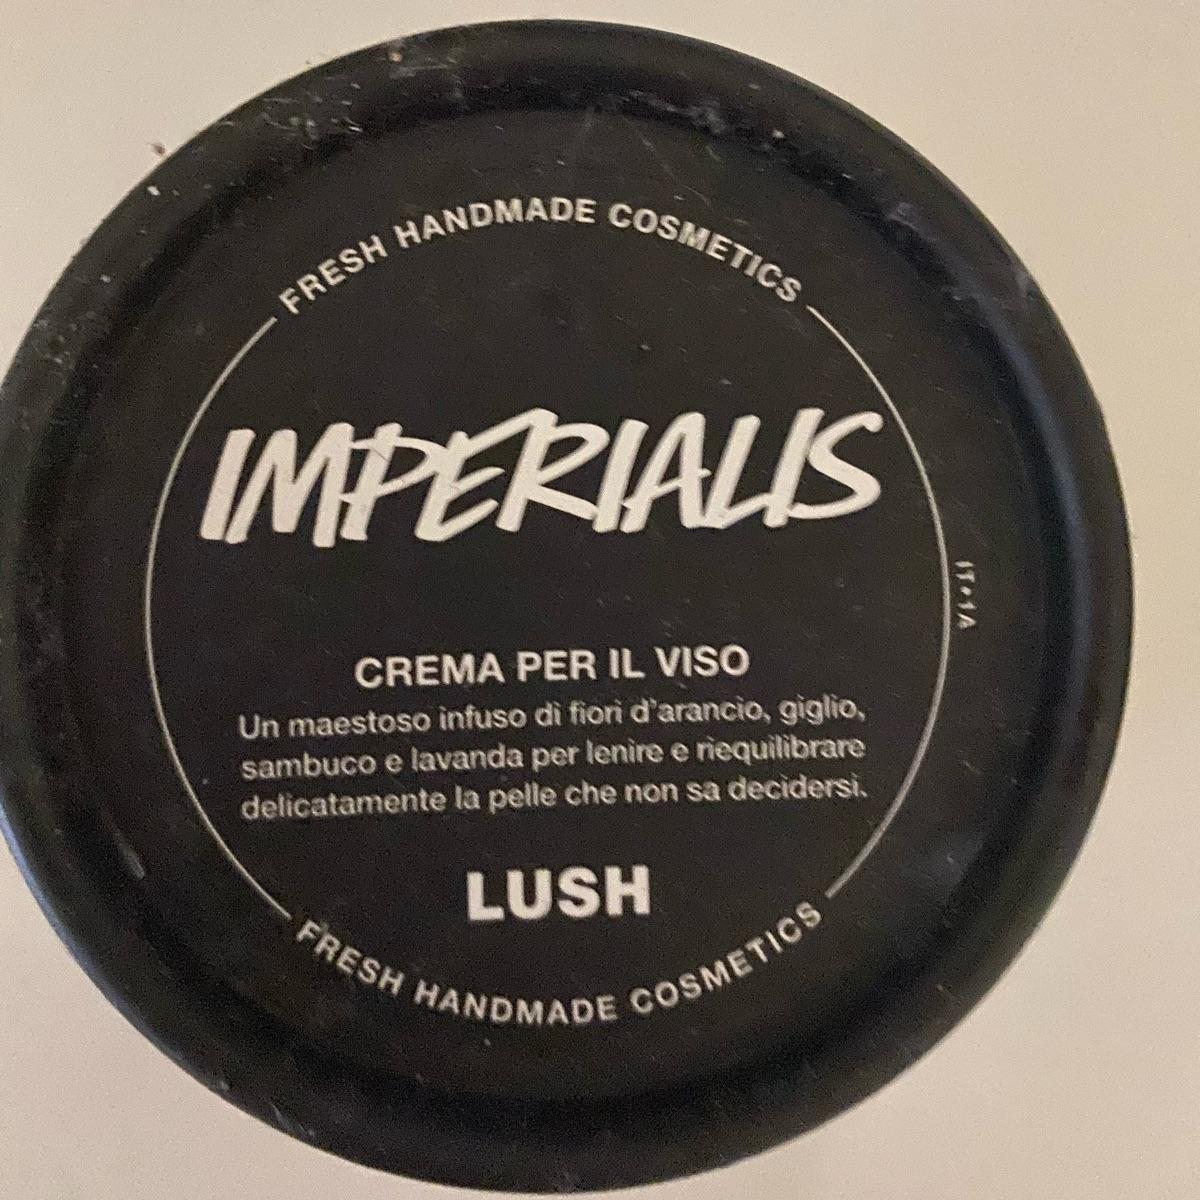 FRESH HANDMADE COSMETICS
IMPERIALIS
IT•1A
CREMA PER IL VISO
Un maestoso infuso di fiori d'arancio, giglio,
sambuco e lavanda per lenire e riequilibrare
delicatamente la pelle che non sa decidersi.
LUSH
FRESH HANDMADE COSMETICS